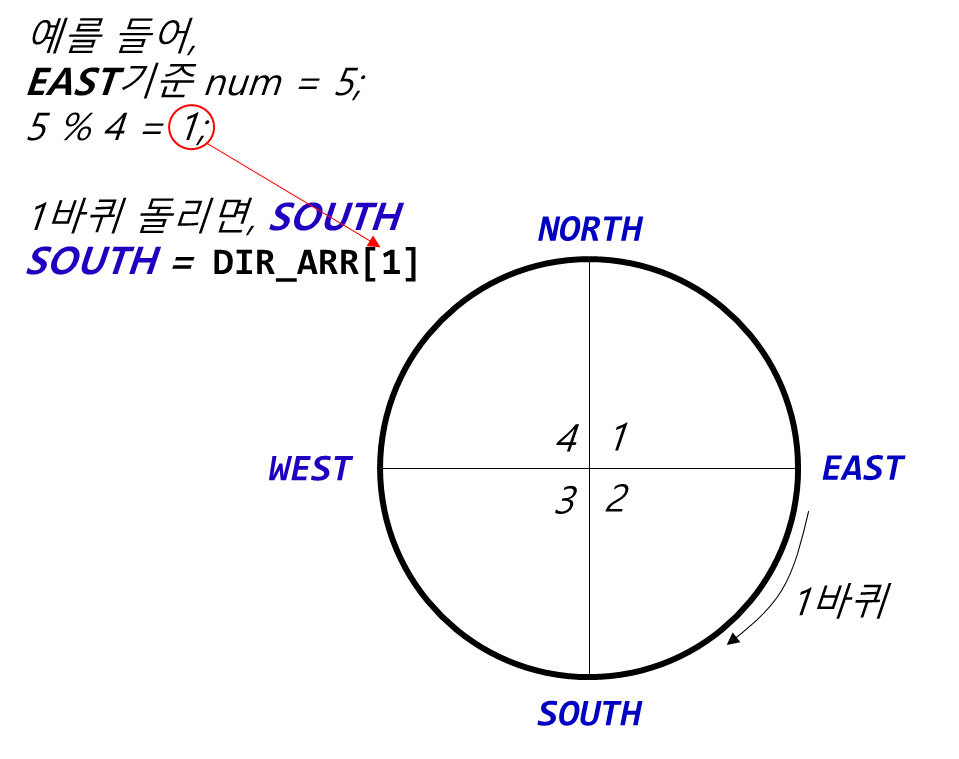 예를 들어,
EAST기준 num = 5;
5 % 4 = 1;
1바퀴 돌리면, SOUTH
SOUTH = DIR_ARR[1]
NORTH
4 1
WEST
EAST
3 2
1바퀴
SOUTH